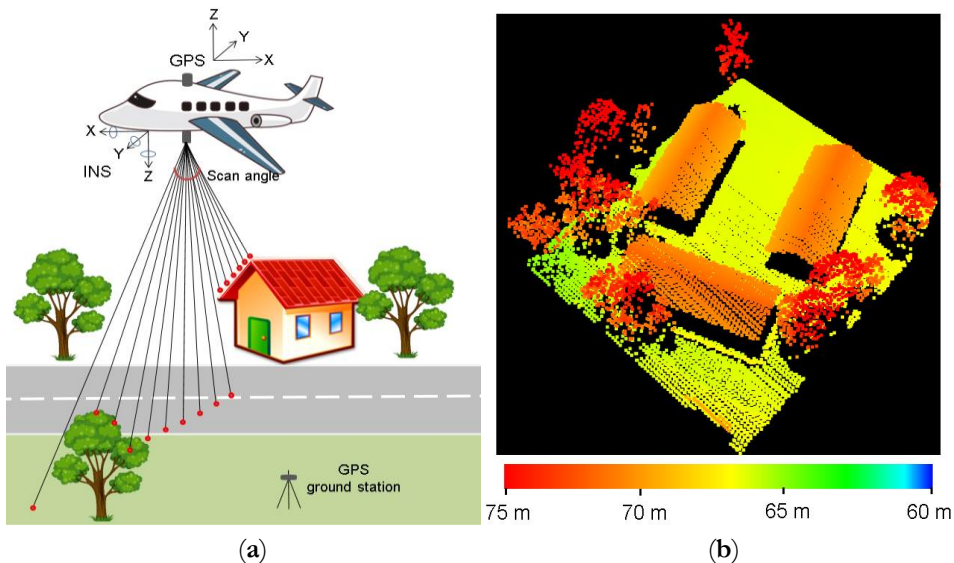 Z
Y
X
GPS
X
Y
Z
INS
Scan angle
GPS
ground station
75 m
70 m
65 m
60 m
(a)
(b)